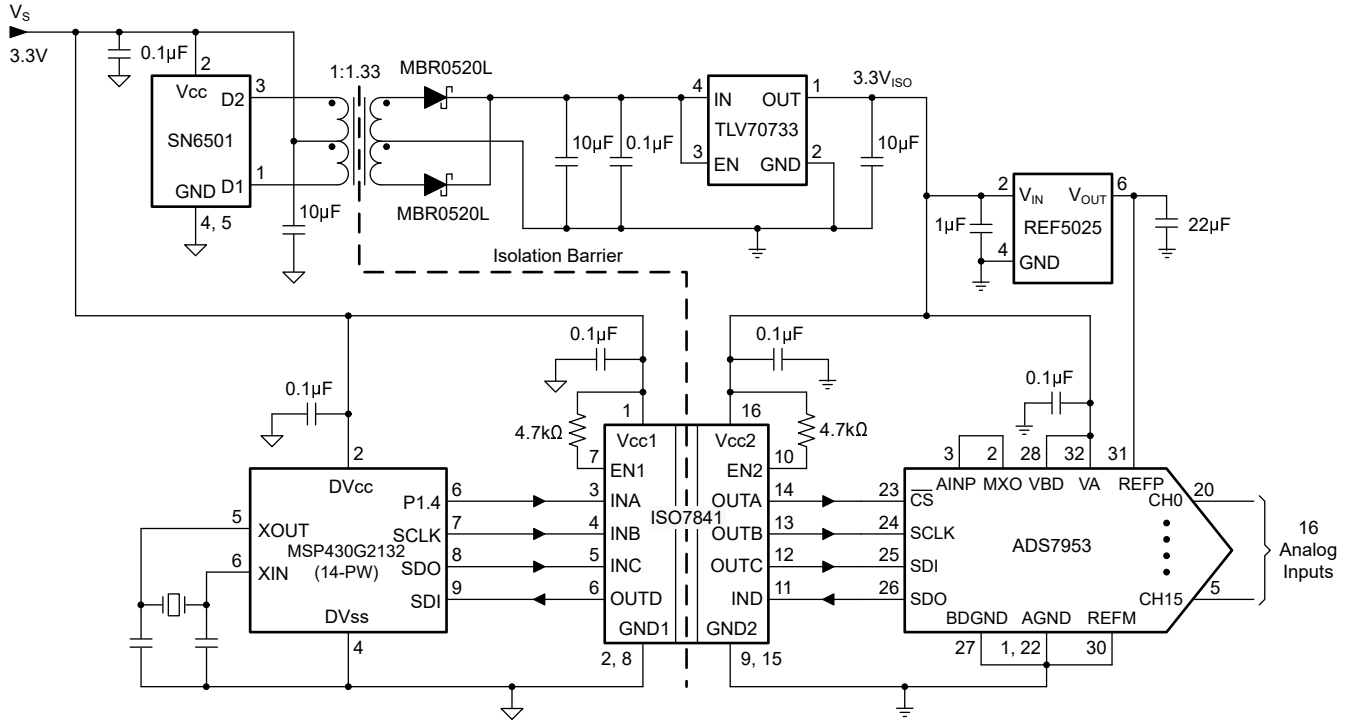 VS
3.3V
0.1µF
2
Vcc
D2
3
SN6501
GND
D1
1
4, 5
10µF
1:1.33
MBR0520L
MBR0520L
10µF
0.1µF
4
IN
OUT
1
TLV70733
3
EN
GND
2
3.3VISO
10µF
2
VIN
VOUT
6
1µF
REF5025
4
GND
22µF
Isolation Barrier
0.1µF
0.1µF
0.1µF
0.1µF
4.7kΩ
1
16
4.7kΩ
2
DVcc
P1.4
6
5
XOUT
SCLK
7
MSP430G2132
(14-PW)
6
XIN
SDO
8
SDI
9
DVss
4
Vcc1
Vcc2
7
EN1
EN2
10
3
INA
OUTA
14
ISO7841
4
INB
OUTB
13
5
INC
OUTC
12
6
OUTD
IND
11
GND1
GND2
2, 8
9, 15
3
2
28
32
31
AINP
MXO
VBD
VA
REFP
23
CS
CH0
20
24
SCLK
ADS7953
25
SDI
26
SDO
CH15
5
BDGND
AGND
REFM
27
1, 22
30
16
Analog
Inputs